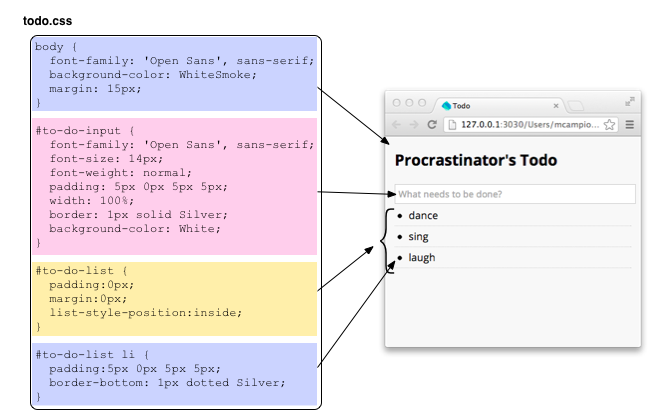 todo.css
body {
font-family: 'Open Sans', sans-serif;
background-color: WhiteSmoke;
margin: 15px;
}
#to-do-input {
font-family: 'Open Sans', sans-serif;
font-size: 14px;
font-weight: normal;
padding: 5px 0px 5px 5px;
width: 100%;
border: 1px solid Silver;
background-color: White;
}
#to-do-list {
padding:0px;
margin:0px;
list-style-position:inside;
}
#to-do-list li {
padding:5px 0px 5px 5px;
border-bottom: 1px dotted Silver;
}
Todo
127.0.0.1:3030/Users/mcampio...
Procrastinator's Todo
What needs to be done?
• dance
• sing
• laugh